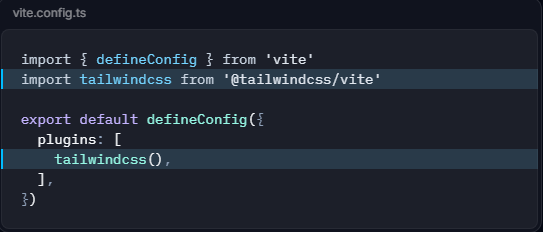 vite.config.ts
import { defineConfig } from 'vite'
import tailwindcss from '@tailwindcss/vite'
export default defineConfig({
  plugins: [
    tailwindcss(),
  ],
})